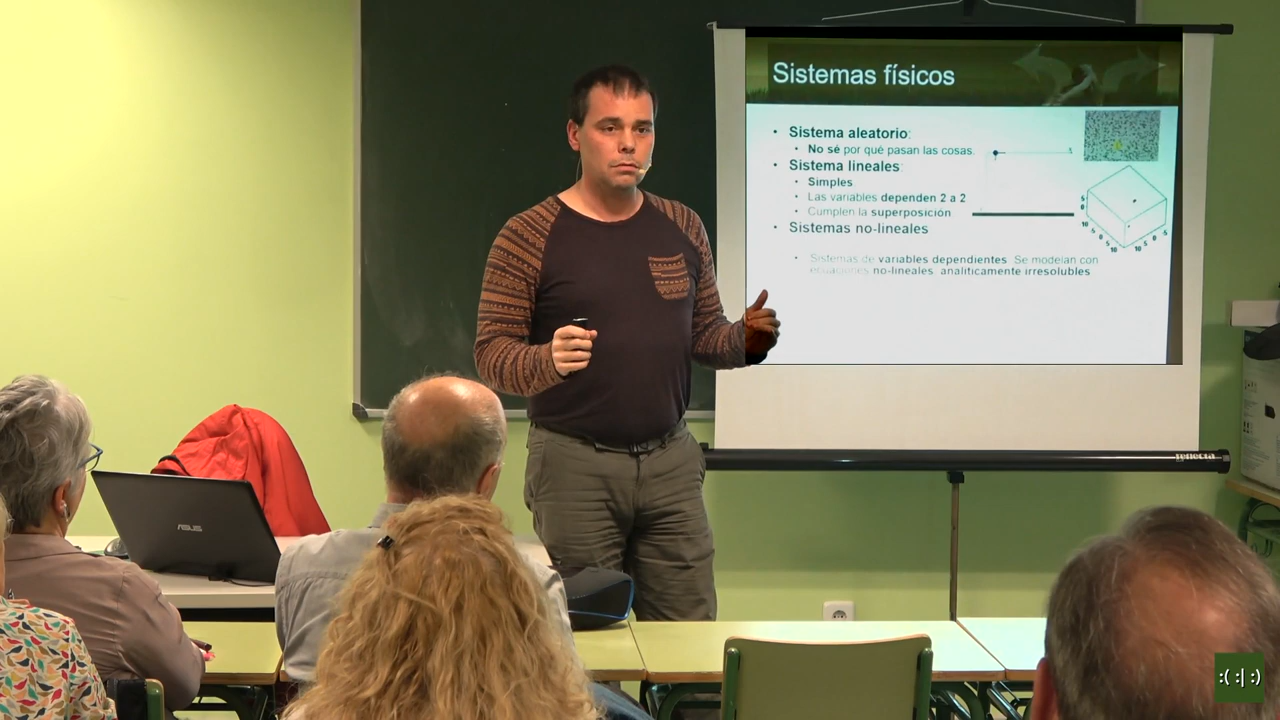 Sistemas físicos
• Sistema aleatorio:
• No sé por qué pasan las cosas.
• Sistema lineales:
• Simples
• Las variables dependen 2 a 2
• Cumplen la superposición
• Sistemas no-lineales
• Sistemas de variables dependientes. Se modelan con
ecuaciones no-lineales, analíticamente irresolubles
ASUS
reflecta
:( :| :)